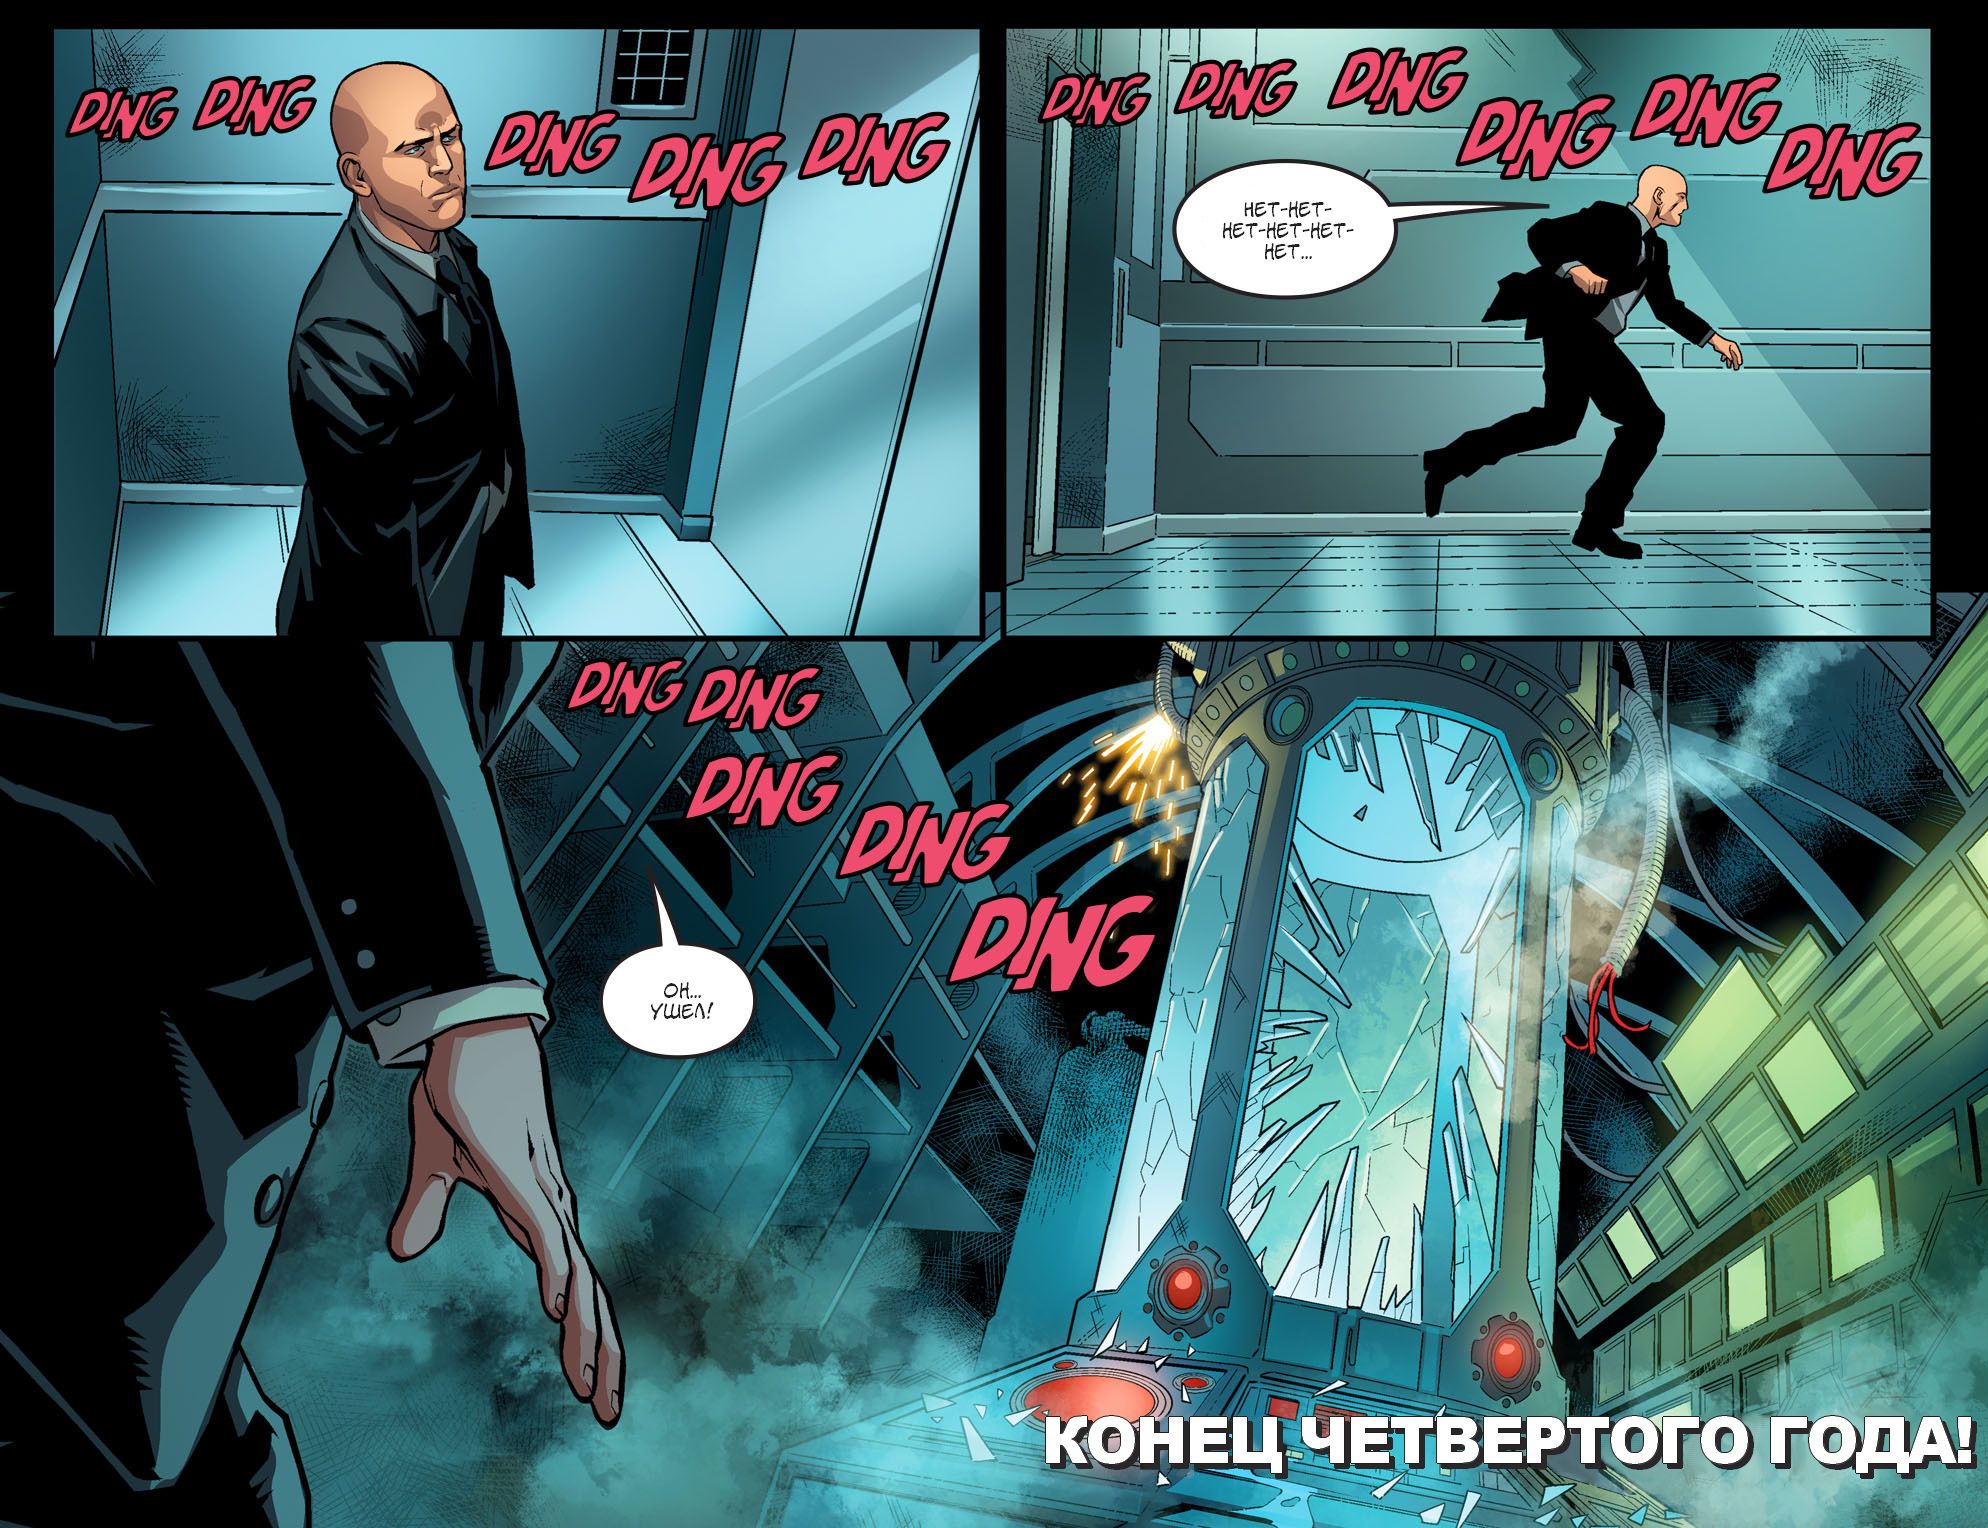 DING DING DING DING DING
DING DING DING DING DING DING
НЕТ-НЕТ-
НЕТ-НЕТ-НЕТ-
НЕТ...
DING DING
DING
DING
DING
ОН...
УШЕЛ!
КОНЕЦ ЧЕТВЕРТОГО ГОДА!